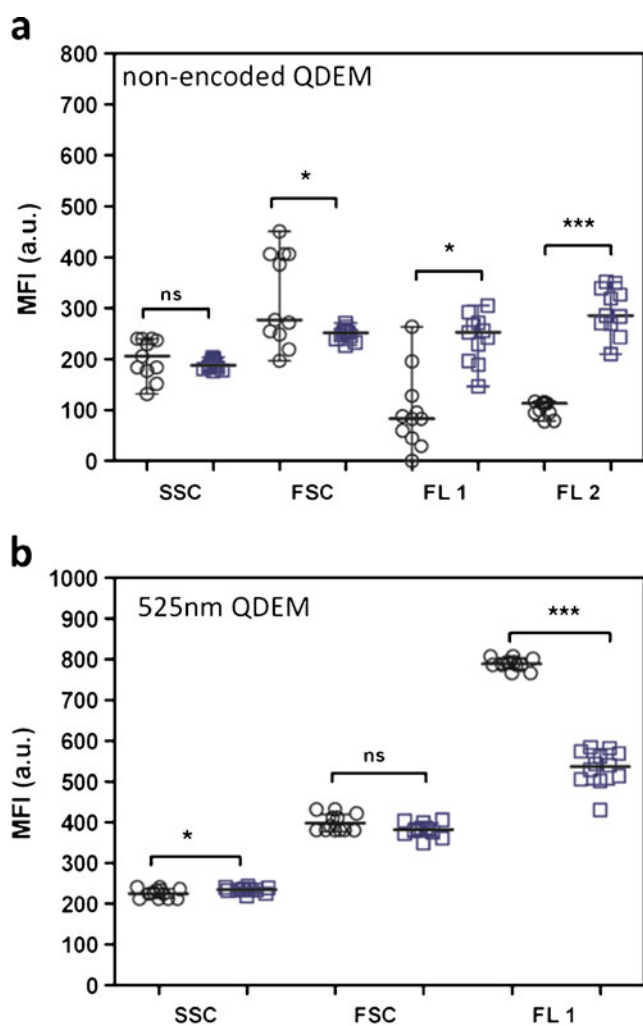 a
800
non-encoded QDEM
700
600
500
400
300
200
100
0
MFI (a.u.)
ns
*
*
***
SSC FSC FL 1 FL 2
b
1000
525nm QDEM
900
800
700
600
500
400
300
200
100
0
MFI (a.u.)
*
ns
***
SSC FSC FL 1